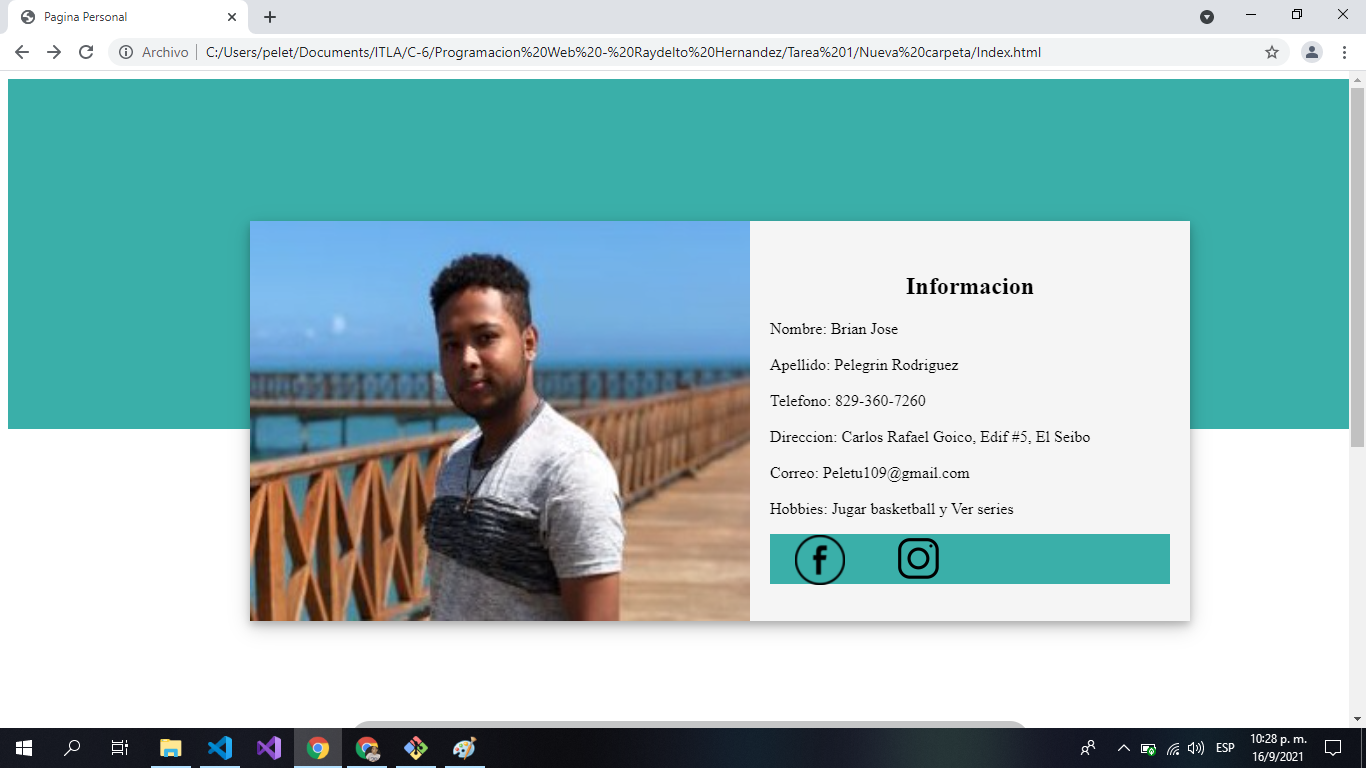 Pagina Personal
Archivo C:/Users/pelet/Documents/ITLA/C-6/Programacion%20Web%20-%20Raydelto%20Hernandez/Tarea%201/Nueva%20carpeta/Index.html
Informacion
Nombre: Brian Jose
Apellido: Pelegrin Rodriguez
Telefono: 829-360-7260
Direccion: Carlos Rafael Goico, Edif #5, El Seibo
Correo: Peletu109@gmail.com
Hobbies: Jugar basketball y Ver series
ESP
10:28 p. m.
16/9/2021